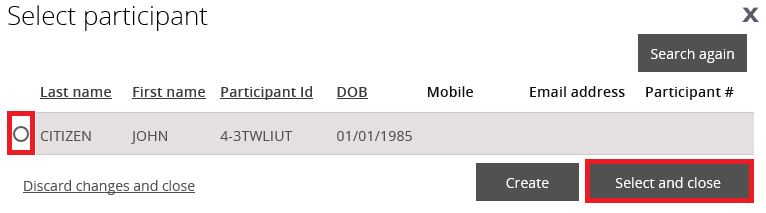 Select participant
X
Search again
Last name First name Participant Id DOB Mobile Email address Participant #
CITIZEN JOHN 4-3TWLIUT 01/01/1985
Discard changes and close Create Select and close